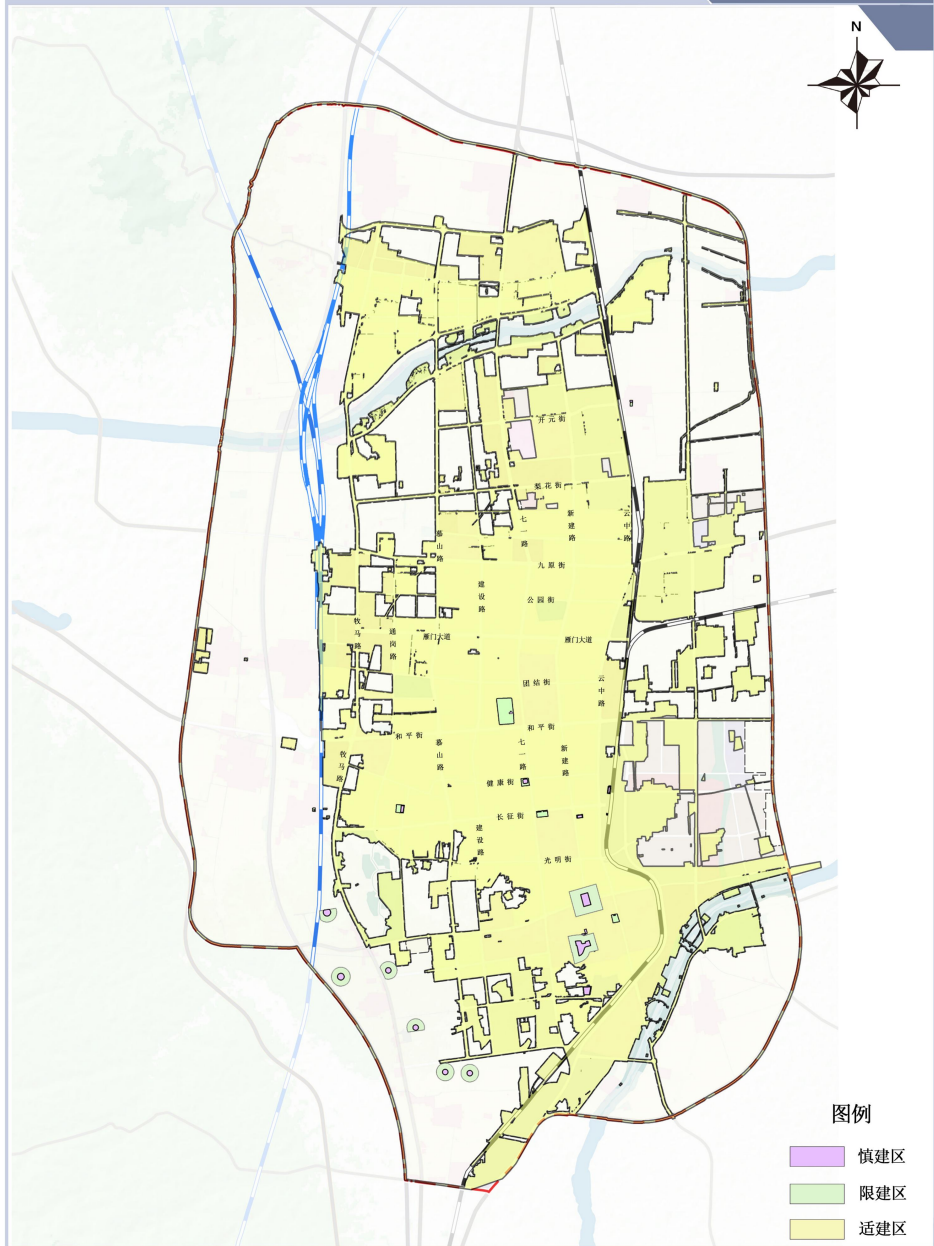 N
开元街
梨花街
七一路
新建路
云中路
慕山路
九原街
建设路
公园街
牧马路
通岗路
雁门大道
雁门大道
团结街
云中路
和平街
和平街
慕山路
七一路
新建路
牧马路
健康街
长征街
建设路
光明街
图例
慎建区
限建区
适建区